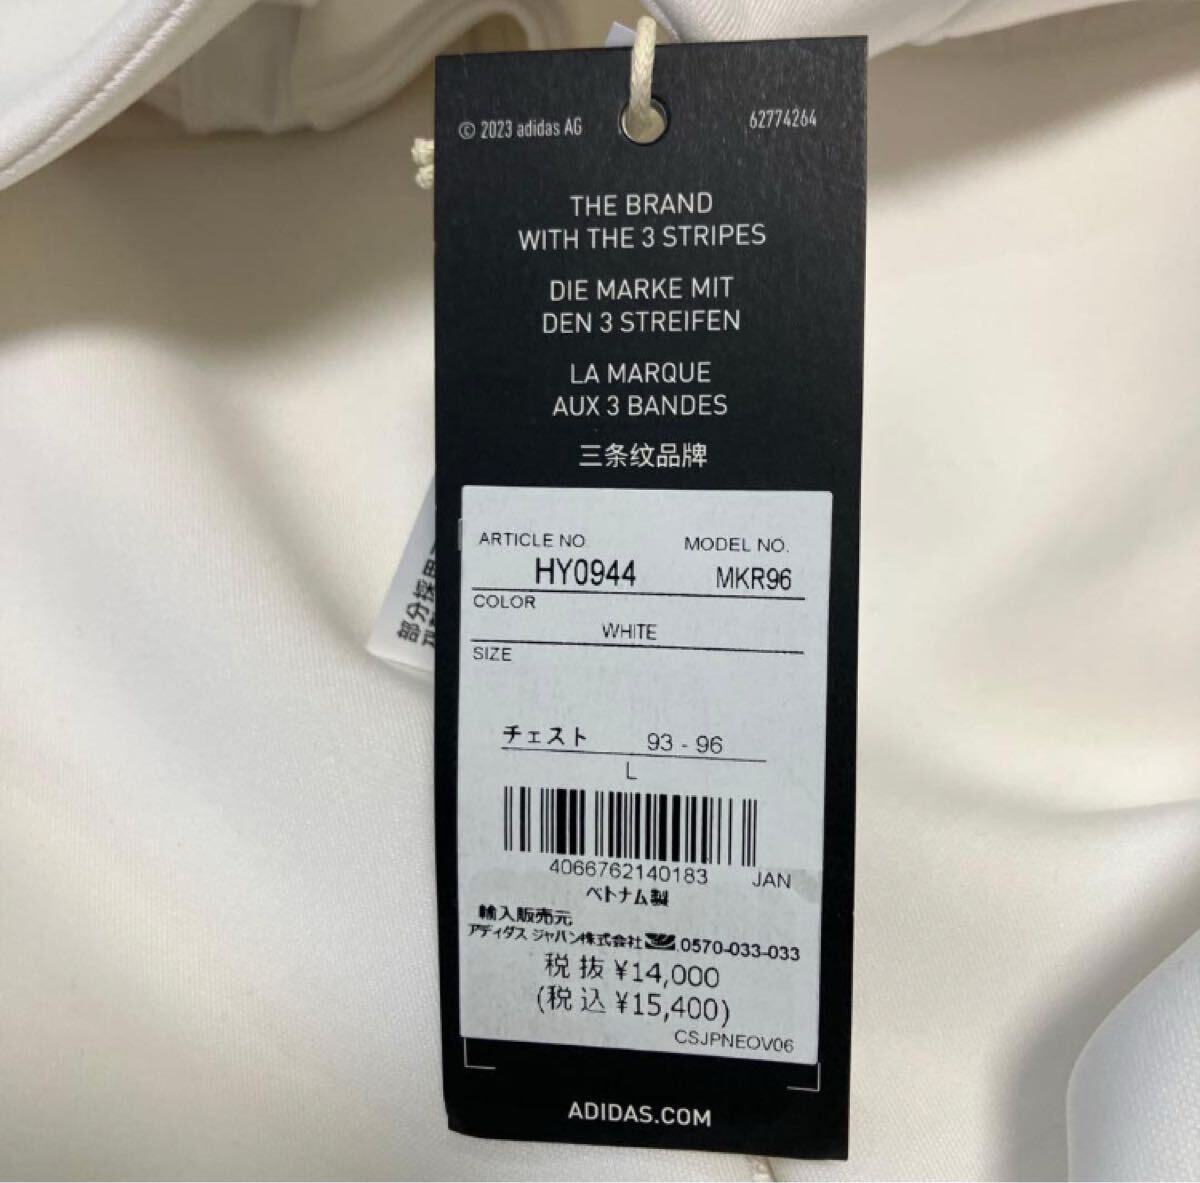 © 2023 adidas AG 62774264
THE BRAND
WITH THE 3 STRIPES
DIE MARKE MIT
DEN 3 STREIFEN
LA MARQUE
AUX 3 BANDES
三条纹品牌
ARTICLE NO. MODEL NO.
HY0944 MKR96
COLOR
WHITE
SIZE
チェスト 93 - 96
L
4066762140183 JAN
ベトナム製
輸入販売元
アディダス ジャパン株式会社 0570-033-033
税抜 ¥14,000
(税込 ¥15,400)
CSJPNEOV06
ADIDAS.COM
部分採用